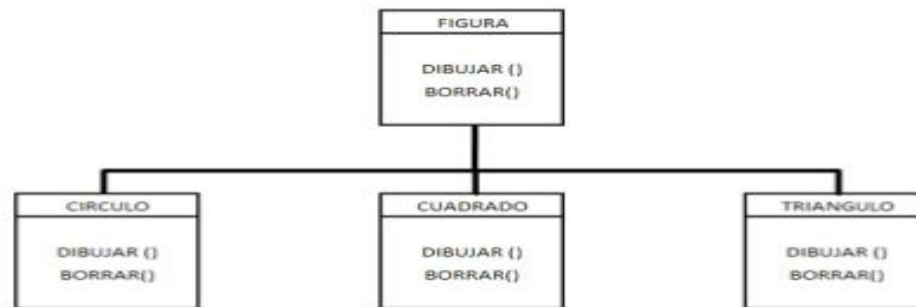 FIGURA
DIBUJAR ()
BORRAR()
CIRCULO
DIBUJAR ()
BORRAR()
CUADRADO
DIBUJAR ()
BORRAR()
TRIANGULO
DIBUJAR ()
BORRAR()